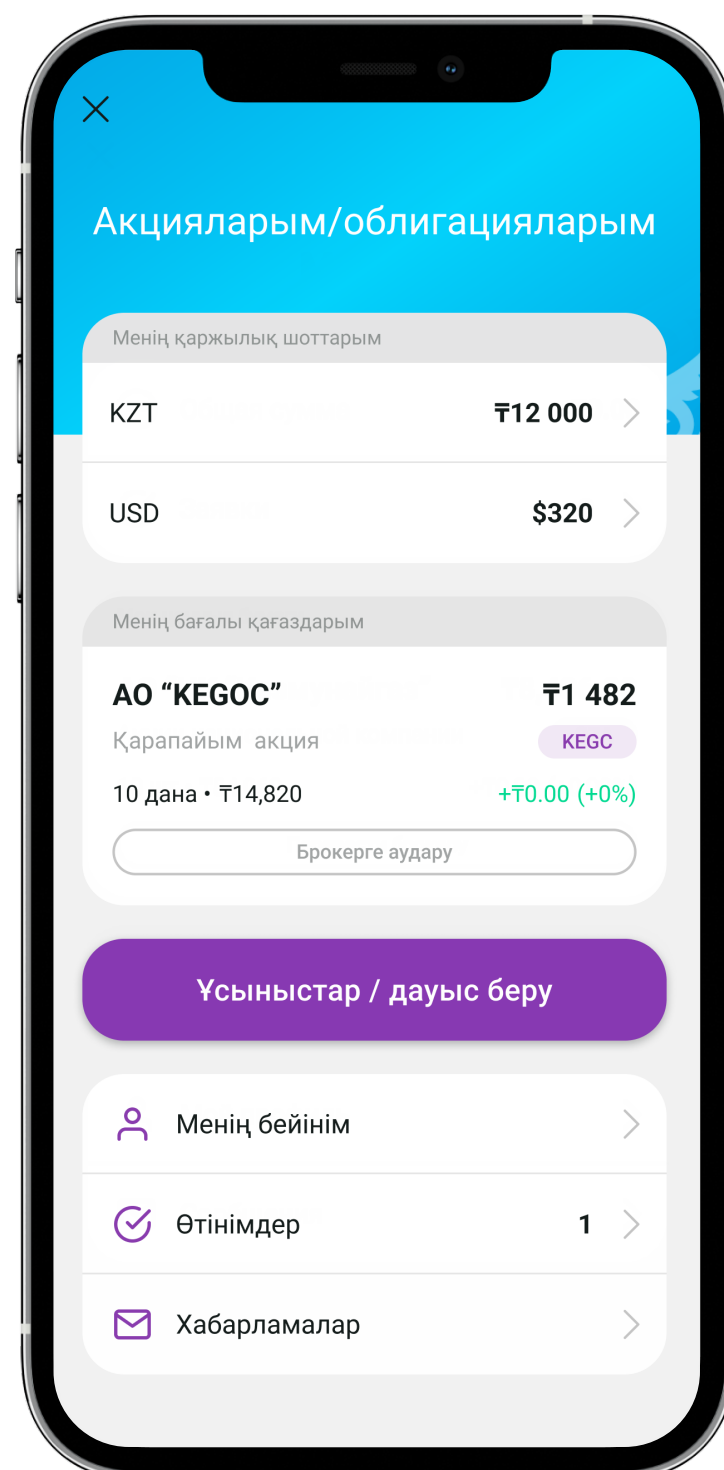 Акцияларым/облигацияларым
Менің қаржылық шоттарым
KZT ₸12 000
USD $320
Менің бағалы қағаздарым
АО “KEGOC” ₸1 482
Қарапайым акция KEGC
10 дана • ₸14,820 +₸0.00 (+0%)
Брокерге аудару
Ұсыныстар / дауыс беру
Менің бейінім
Өтінімдер 1
Хабарламалар